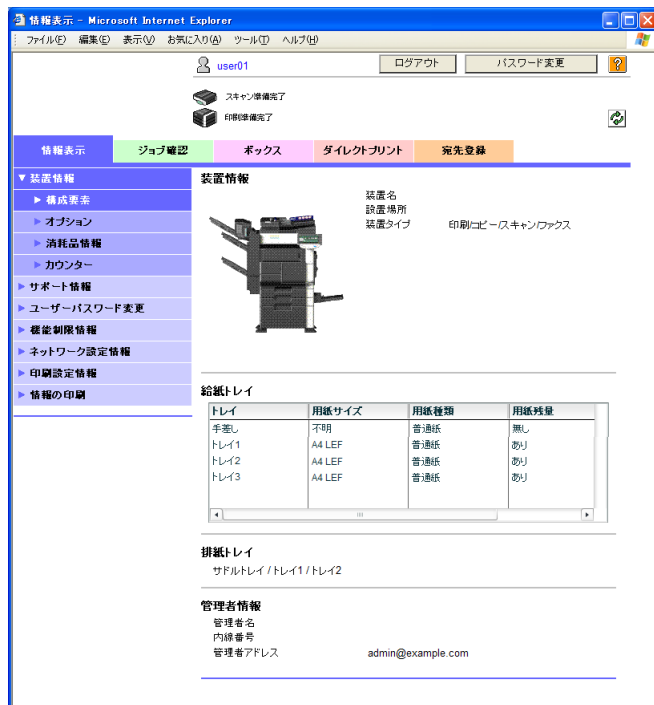 情報表示 - Microsoft Internet Explorer
ファイル(F) 編集(E) 表示(V) お気に入り(A) ツール(T) ヘルプ(H)
user01 ログアウト パスワード変更 ?
スキャン準備完了
印刷準備完了
情報表示 ジョブ確認 ボックス ダイレクトプリント 宛先登録
▼装置情報
▶ 構成要素
▶ オプション
▶ 消耗品情報
▶ カウンター
▶ サポート情報
▶ ユーザーパスワード変更
▶ 機能制限情報
▶ ネットワーク設定情報
▶ 印刷設定情報
▶ 情報の印刷
装置情報
装置名
設置場所
装置タイプ 印刷/コピー/スキャン/ファクス
給紙トレイ
トレイ 用紙サイズ 用紙種類 用紙残量
手差し 不明 普通紙 無し
トレイ1 A4 LEF 普通紙 あり
トレイ2 A4 LEF 普通紙 あり
トレイ3 A4 LEF 普通紙 あり
排紙トレイ
サドルトレイ / トレイ1 / トレイ2
管理者情報
管理者名
内線番号
管理者アドレス admin@example.com